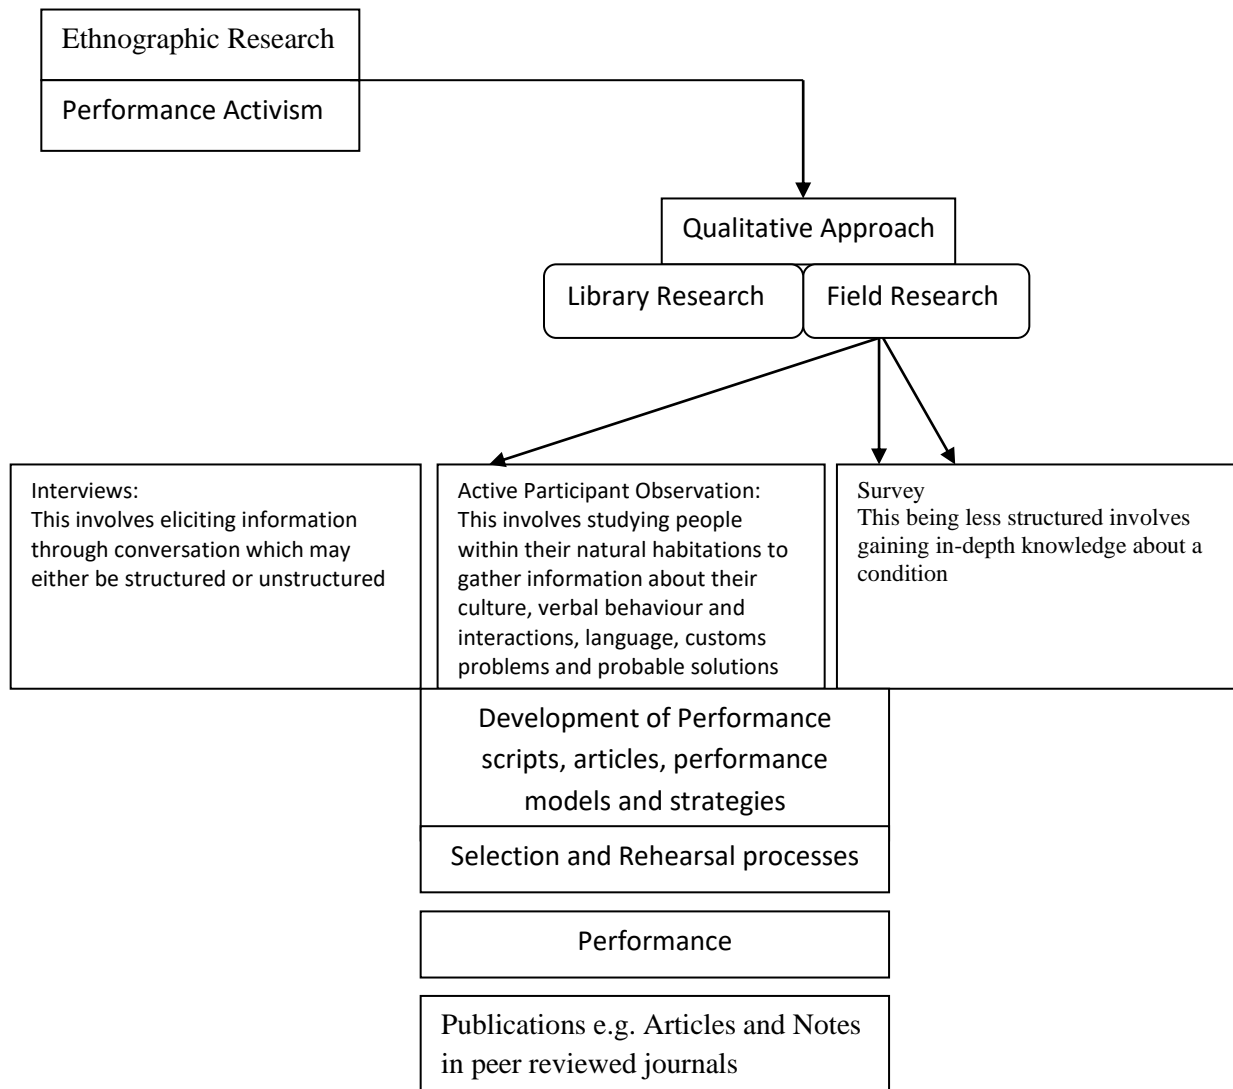 Ethnographic Research
Performance Activism
Qualitative Approach
Library Research
Field Research
Interviews:
This involves eliciting information
through conversation which may
either be structured or unstructured
Active Participant Observation:
This involves studying people
within their natural habitations to
gather information about their
culture, verbal behaviour and
interactions, language, customs
problems and probable solutions
Survey
This being less structured involves
gaining in-depth knowledge about a
condition
Development of Performance
scripts, articles, performance
models and strategies
Selection and Rehearsal processes
Performance
Publications e.g. Articles and Notes
in peer reviewed journals